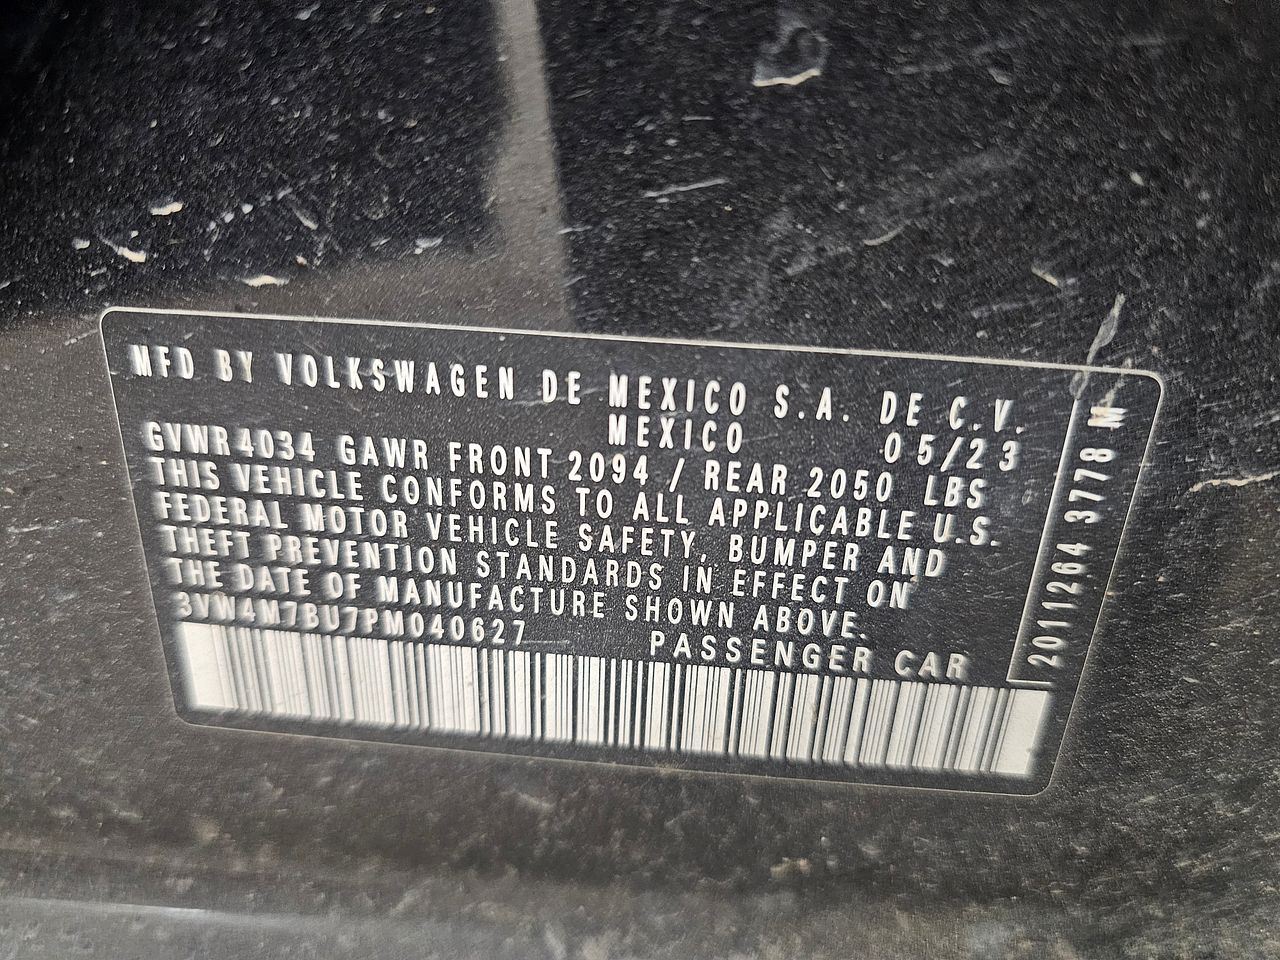 MFD BY VOLKSWAGEN DE MEXICO S.A. DE C.V.
MEXICO 05/23
GVWR4034 GAWR FRONT 2094 / REAR 2050 LBS
THIS VEHICLE CONFORMS TO ALL APPLICABLE U.S.
FEDERAL MOTOR VEHICLE SAFETY, BUMPER AND
THEFT PREVENTION STANDARDS IN EFFECT ON
THE DATE OF MANUFACTURE SHOWN ABOVE.
3VW4M7BU7PM040627 PASSENGER CAR
2011264 3778 M